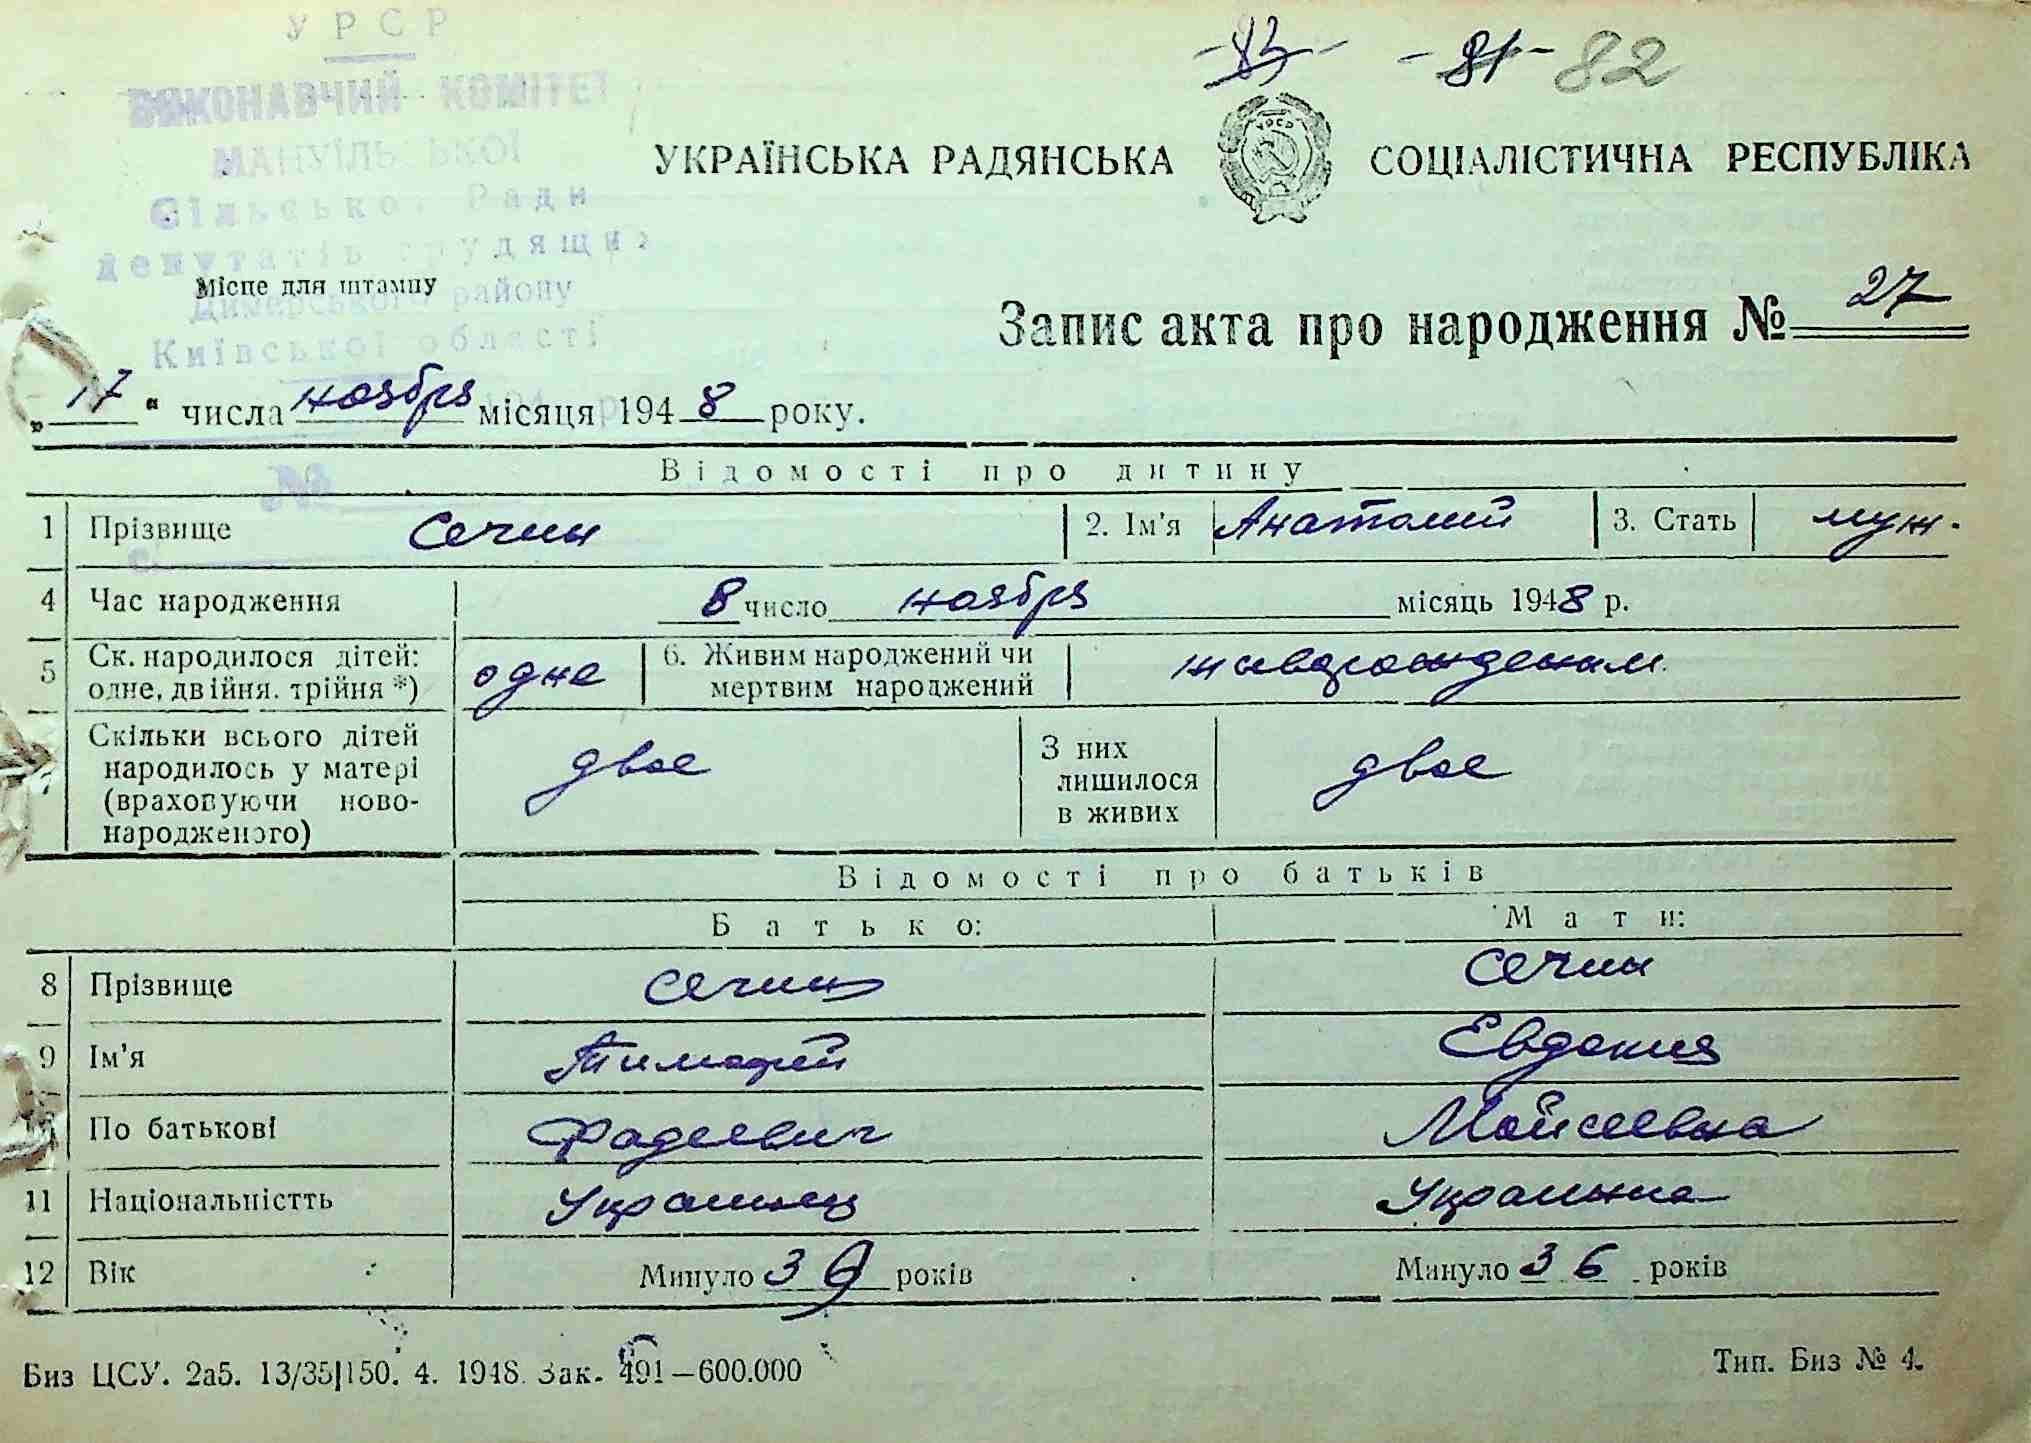 УРСР
ВИКОНАВЧИЙ КОМІТЕТ
МАНУЇЛЬСЬКОЇ
Сільської Ради
депутатів трудящих
Димерського району
Київської області
№
с.
-83- -81- 82
УКРАЇНСЬКА РАДЯНСЬКА СОЦІАЛІСТИЧНА РЕСПУБЛІКА
Місце для штампу
Запис акта про народження № 27
„17“ числа ноября місяця 1948 року.
Відомості про дитину
1 Прізвище Сечин 2. Ім'я Анатолий 3. Стать муж.
4 Час народження 8 число ноября місяць 1948 р.
5 Ск. народилося дітей: одне, двійня, трійня *) одне 6. Живим народжений чи мертвим народжений живорожденим
Скільки всього дітей народилось у матері (враховуючи новонародженого) двое З них лишилося в живих двое
Відомості про батьків
Батько: Мати:
8 Прізвище Сечин Сечин
9 Ім'я Тимофей Евдокия
По батькові Фадеевич Мойсеевна
11 Національністть Украинец Украинка
12 Вік Минуло 39 років Минуло 36 років
Биз ЦСУ. 2а5. 13/35|150. 4. 1948. Зак. 491—600.000 Тип. Биз № 4.